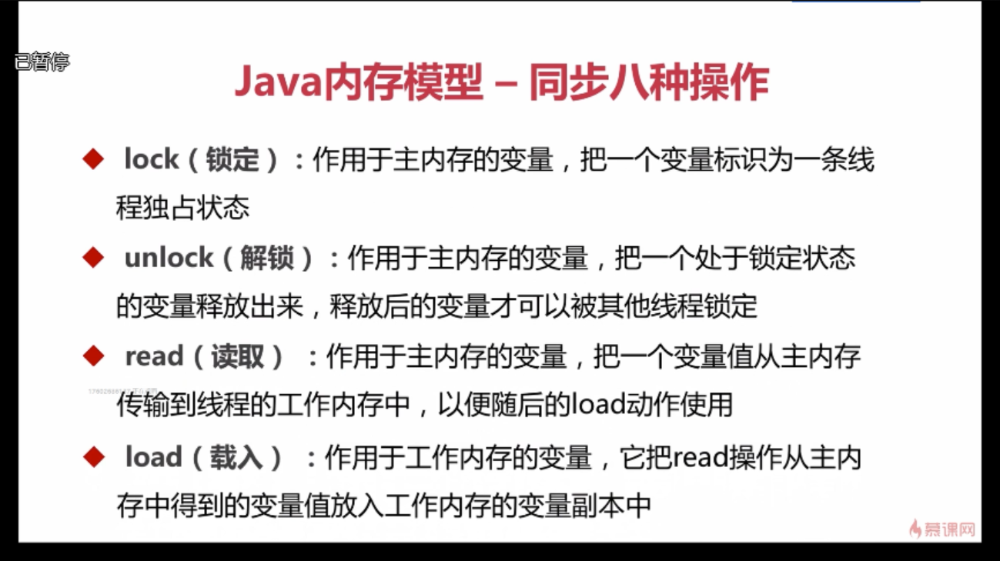 已暂停
Java内存模型 – 同步八种操作
lock（锁定）：作用于主内存的变量，把一个变量标识为一条线
程独占状态
unlock（解锁）：作用于主内存的变量，把一个处于锁定状态
的变量释放出来，释放后的变量才可以被其他线程锁定
read（读取） ：作用于主内存的变量，把一个变量值从主内存
传输到线程的工作内存中，以便随后的load动作使用
load（载入） ：作用于工作内存的变量，它把read操作从主内
存中得到的变量值放入工作内存的变量副本中
慕课网